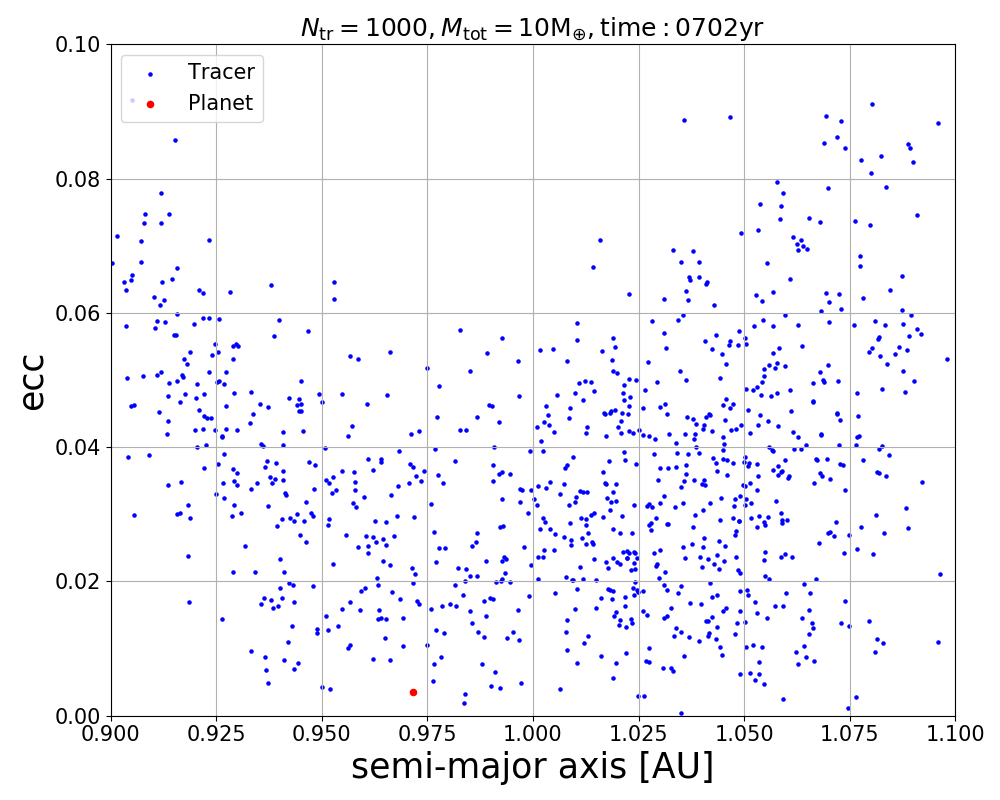 N_tr = 1000, M_tot = 10M_⊕, time : 0702yr
Tracer
Planet
0.10
0.08
0.06
0.04
0.02
0.00
ecc
0.900 0.925 0.950 0.975 1.000 1.025 1.050 1.075 1.100
semi-major axis [AU]